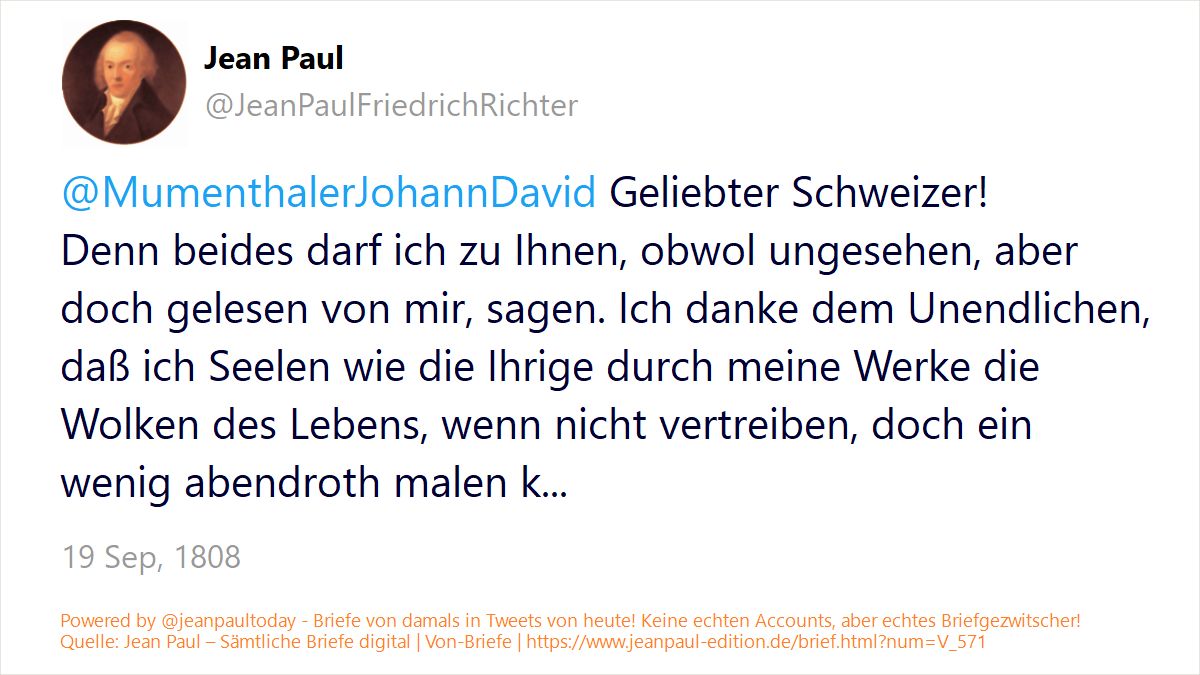 Jean Paul
@JeanPaulFriedrichRichter
@MumenthalerJohannDavid Geliebter Schweizer!
Denn beides darf ich zu Ihnen, obwol ungesehen, aber
doch gelesen von mir, sagen. Ich danke dem Unendlichen,
daß ich Seelen wie die Ihrige durch meine Werke die
Wolken des Lebens, wenn nicht vertreiben, doch ein
wenig abendroth malen k...
19 Sep, 1808
Powered by @jeanpaultoday - Briefe von damals in Tweets von heute! Keine echten Accounts, aber echtes Briefgezwitscher!
Quelle: Jean Paul – Sämtliche Briefe digital | Von-Briefe | https://www.jeanpaul-edition.de/brief.html?num=V_571